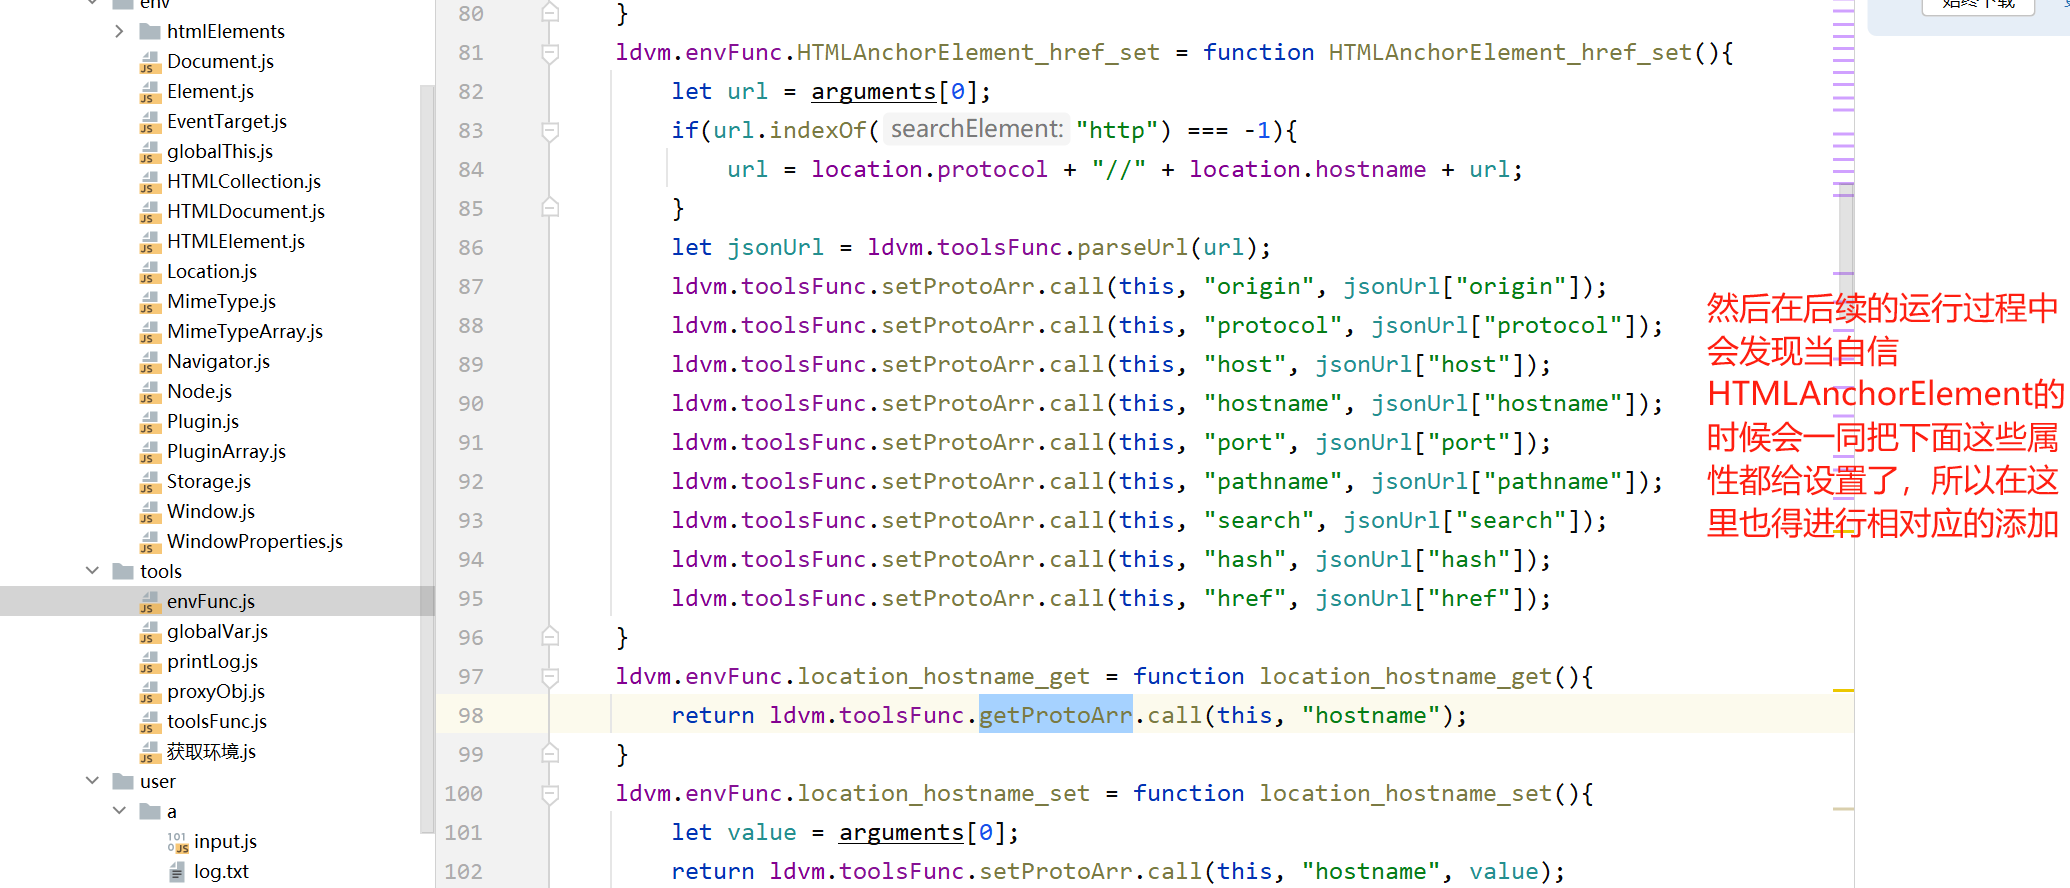 env
htmlElements
Document.js
Element.js
EventTarget.js
globalThis.js
HTMLCollection.js
HTMLDocument.js
HTMLElement.js
Location.js
MimeType.js
MimeTypeArray.js
Navigator.js
Node.js
Plugin.js
PluginArray.js
Storage.js
Window.js
WindowProperties.js
tools
envFunc.js
globalVar.js
printLog.js
proxyObj.js
toolsFunc.js
获取环境.js
user
a
input.js
log.txt
80 }
81 ldvm.envFunc.HTMLAnchorElement_href_set = function HTMLAnchorElement_href_set(){
82 let url = arguments[0];
83 if(url.indexOf( searchElement: "http") === -1){
84 url = location.protocol + "//" + location.hostname + url;
85 }
86 let jsonUrl = ldvm.toolsFunc.parseUrl(url);
87 ldvm.toolsFunc.setProtoArr.call(this, "origin", jsonUrl["origin"]);
88 ldvm.toolsFunc.setProtoArr.call(this, "protocol", jsonUrl["protocol"]);
89 ldvm.toolsFunc.setProtoArr.call(this, "host", jsonUrl["host"]);
90 ldvm.toolsFunc.setProtoArr.call(this, "hostname", jsonUrl["hostname"]);
91 ldvm.toolsFunc.setProtoArr.call(this, "port", jsonUrl["port"]);
92 ldvm.toolsFunc.setProtoArr.call(this, "pathname", jsonUrl["pathname"]);
93 ldvm.toolsFunc.setProtoArr.call(this, "search", jsonUrl["search"]);
94 ldvm.toolsFunc.setProtoArr.call(this, "hash", jsonUrl["hash"]);
95 ldvm.toolsFunc.setProtoArr.call(this, "href", jsonUrl["href"]);
96 }
97 ldvm.envFunc.location_hostname_get = function location_hostname_get(){
98 return ldvm.toolsFunc.getProtoArr.call(this, "hostname");
99 }
100 ldvm.envFunc.location_hostname_set = function location_hostname_set(){
101 let value = arguments[0];
102 return ldvm.toolsFunc.setProtoArr.call(this, "hostname", value);
始终下载
然后在后续的运行过程中
会发现当自信
HTMLAnchorElement的
时候会一同把下面这些属
性都给设置了，所以在这
里也得进行相对应的添加